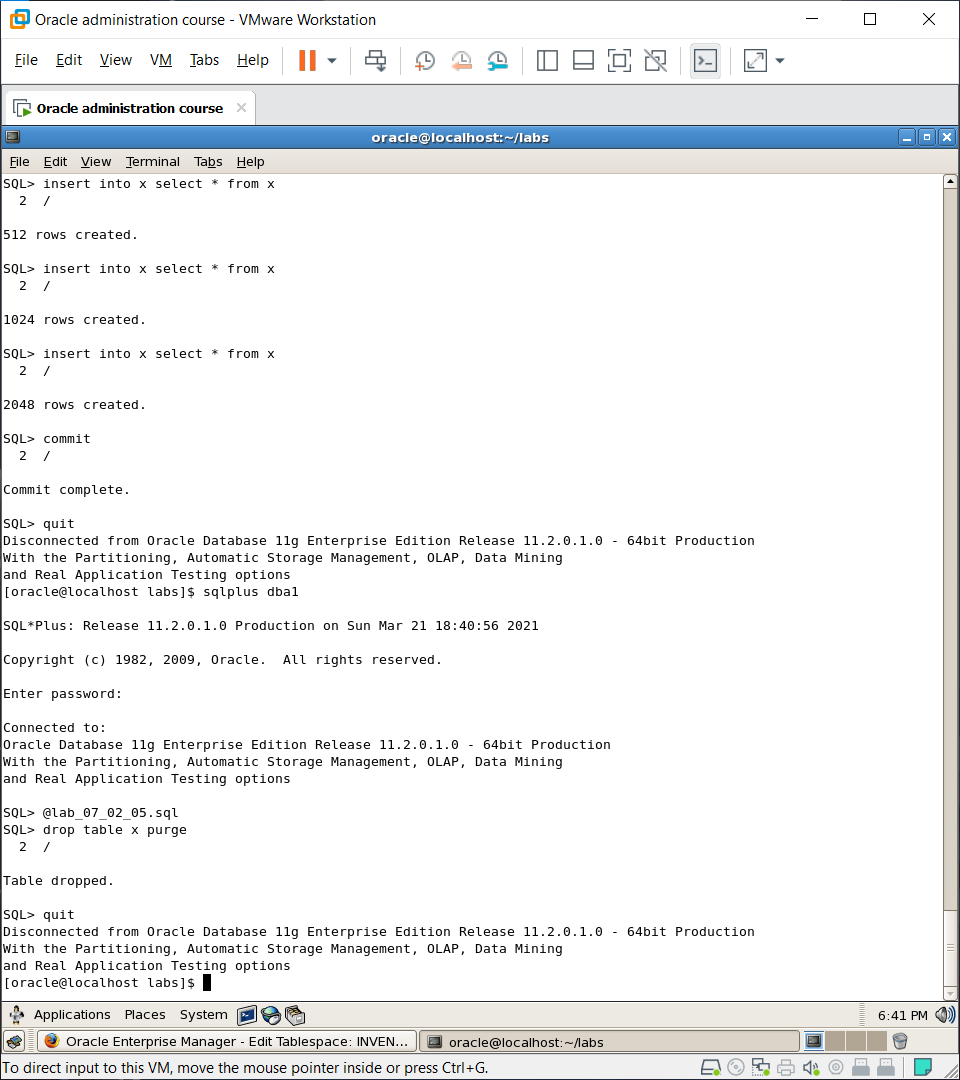 Oracle administration course - VMware Workstation
File Edit View VM Tabs Help
Oracle administration course
oracle@localhost:~/labs
File Edit View Terminal Tabs Help
SQL> insert into x select * from x
  2  /
512 rows created.
SQL> insert into x select * from x
  2  /
1024 rows created.
SQL> insert into x select * from x
  2  /
2048 rows created.
SQL> commit
  2  /
Commit complete.
SQL> quit
Disconnected from Oracle Database 11g Enterprise Edition Release 11.2.0.1.0 - 64bit Production
With the Partitioning, Automatic Storage Management, OLAP, Data Mining
and Real Application Testing options
[oracle@localhost labs]$ sqlplus dba1
SQL*Plus: Release 11.2.0.1.0 Production on Sun Mar 21 18:40:56 2021
Copyright (c) 1982, 2009, Oracle.  All rights reserved.
Enter password:
Connected to:
Oracle Database 11g Enterprise Edition Release 11.2.0.1.0 - 64bit Production
With the Partitioning, Automatic Storage Management, OLAP, Data Mining
and Real Application Testing options
SQL> @lab_07_02_05.sql
SQL> drop table x purge
  2  /
Table dropped.
SQL> quit
Disconnected from Oracle Database 11g Enterprise Edition Release 11.2.0.1.0 - 64bit Production
With the Partitioning, Automatic Storage Management, OLAP, Data Mining
and Real Application Testing options
[oracle@localhost labs]$
Applications Places System 6:41 PM
Oracle Enterprise Manager - Edit Tablespace: INVEN... oracle@localhost:~/labs
To direct input to this VM, move the mouse pointer inside or press Ctrl+G.